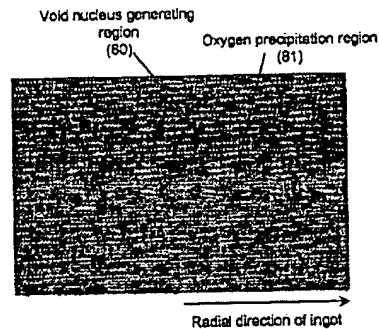 Void nucleus generating
region
(80)
Oxygen precipitation region
(81)
Radial direction of ingot